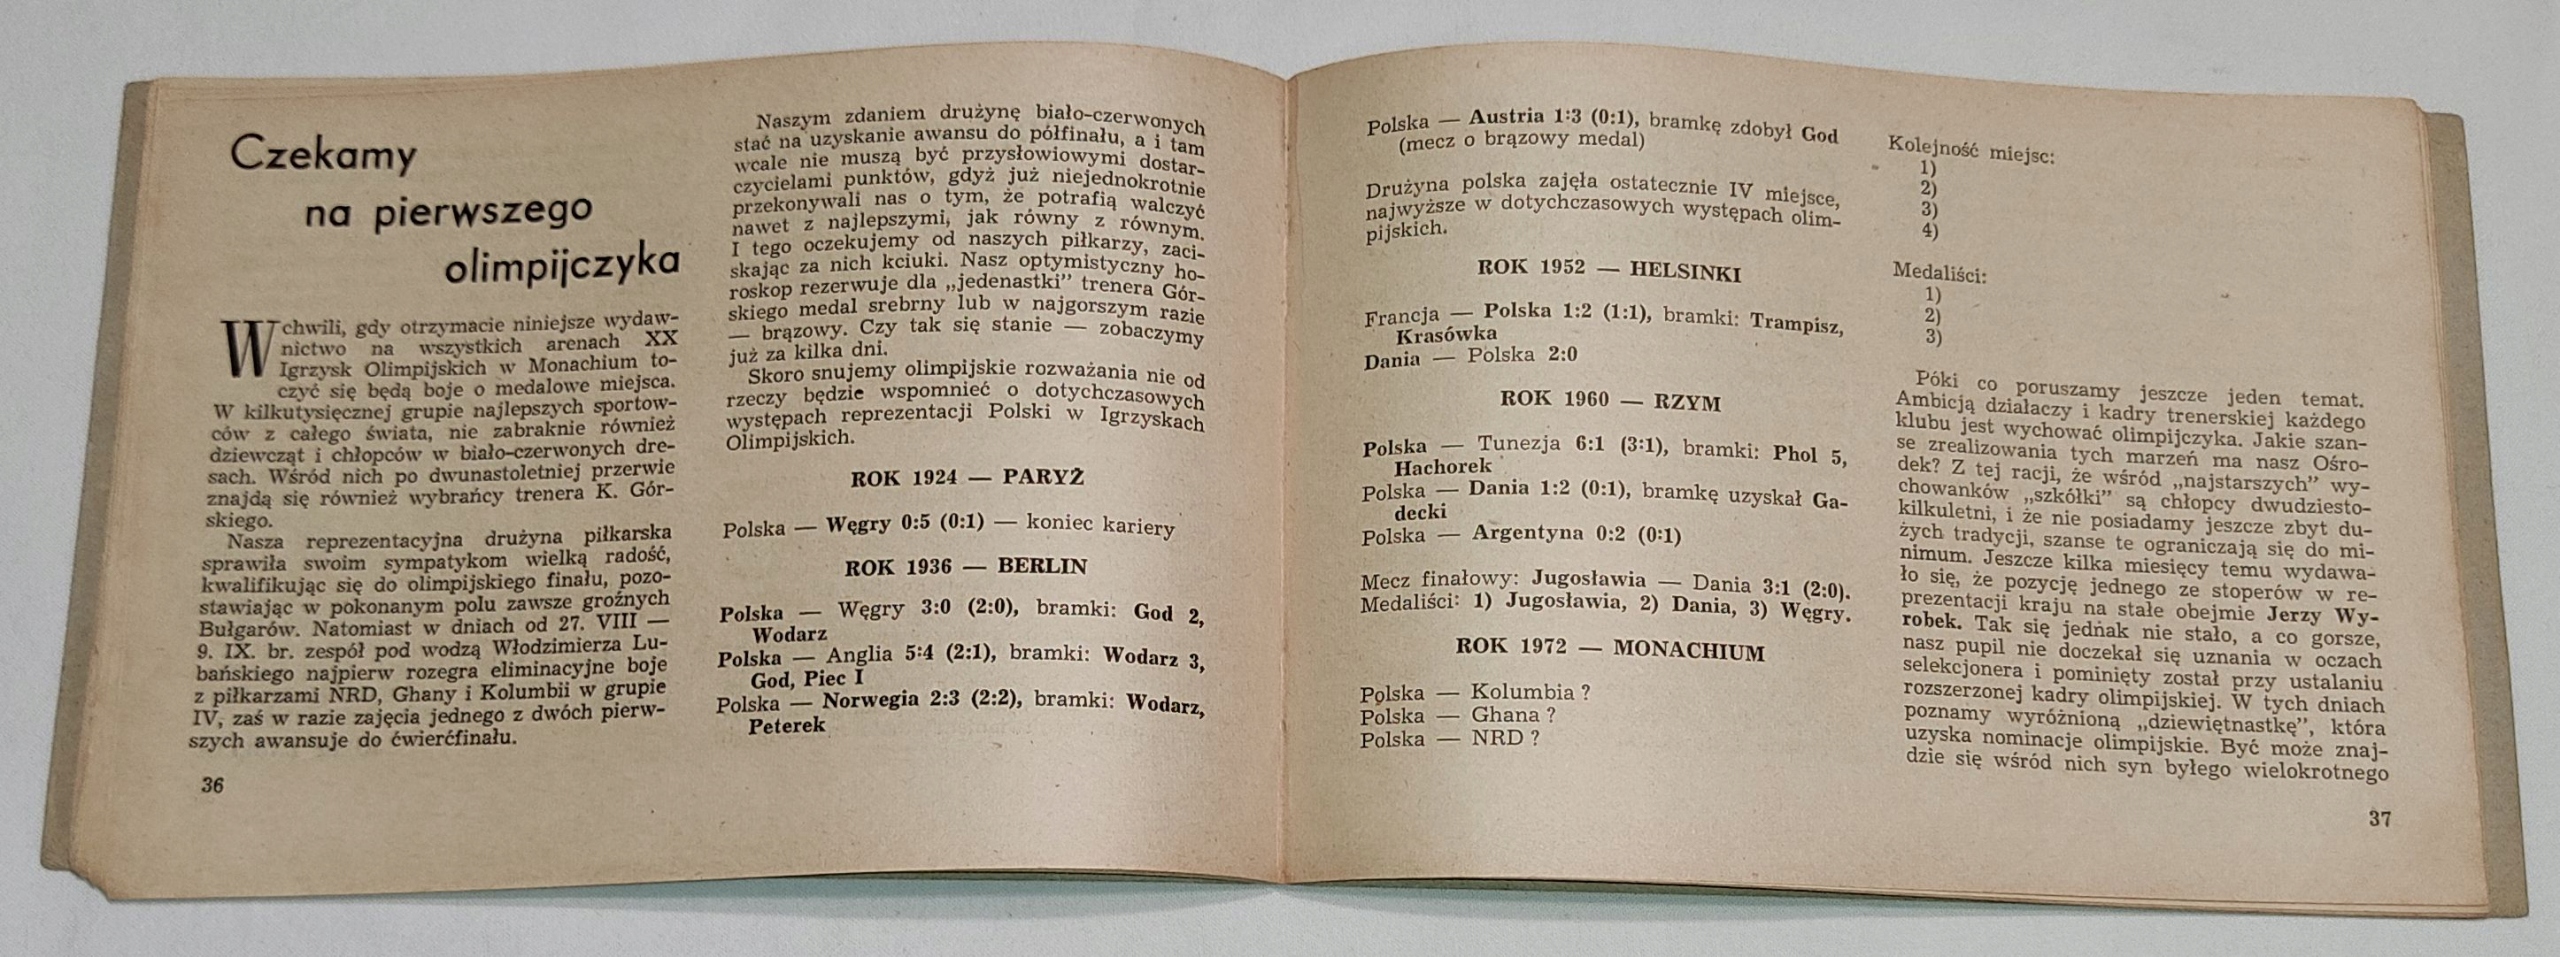 Czekamy
na pierwszego
olimpijczyka
W chwili, gdy otrzymacie niniejsze wydaw-
nictwo na wszystkich arenach XX
Igrzysk Olimpijskich w Monachium to-
czyć się będą boje o medalowe miejsca.
W kilkutysięcznej grupie najlepszych sportow-
ców z całego świata, nie zabraknie również
dziewcząt i chłopców w biało-czerwonych dre-
sach. Wśród nich po dwunastoletniej przerwie
znajdą się również wybrańcy trenera K. Gór-
skiego.
Nasza reprezentacyjna drużyna piłkarska
sprawiła swoim sympatykom wielką radość,
kwalifikując się do olimpijskiego finału, pozo-
stawiając w pokonanym polu zawsze groźnych
Bułgarów. Natomiast w dniach od 27. VIII —
9. IX. br. zespół pod wodzą Włodzimierza Lu-
bańskiego najpierw rozegra eliminacyjne boje
z piłkarzami NRD, Ghany i Kolumbii w grupie
IV, zaś w razie zajęcia jednego z dwóch pierw-
szych awansuje do ćwierćfinału.
36
Naszym zdaniem drużynę biało-czerwonych
stać na uzyskanie awansu do półfinału, a i tam
wcale nie muszą być przysłowiowymi dostar-
czycielami punktów, gdyż już niejednokrotnie
przekonywali nas o tym, że potrafią walczyć
nawet z najlepszymi, jak równy z równym.
I tego oczekujemy od naszych piłkarzy, zaci-
skając za nich kciuki. Nasz optymistyczny ho-
roskop rezerwuje dla „jedenastki” trenera Gór-
skiego medal srebrny lub w najgorszym razie
— brązowy. Czy tak się stanie — zobaczymy
już za kilka dni.
Skoro snujemy olimpijskie rozważania nie od
rzeczy będzie wspomnieć o dotychczasowych
występach reprezentacji Polski w Igrzyskach
Olimpijskich.
ROK 1924 — PARYŻ
Polska — Węgry 0:5 (0:1) — koniec kariery
ROK 1936 — BERLIN
Polska — Węgry 3:0 (2:0), bramki: God 2,
Wodarz
Polska — Anglia 5:4 (2:1), bramki: Wodarz 3,
God, Piec I
Polska — Norwegia 2:3 (2:2), bramki: Wodarz,
Peterek
Polska — Austria 1:3 (0:1), bramkę zdobył God
(mecz o brązowy medal)
Drużyna polska zajęła ostatecznie IV miejsce,
najwyższe w dotychczasowych występach olim-
pijskich.
ROK 1952 — HELSINKI
Francja — Polska 1:2 (1:1), bramki: Trampisz,
Krasówka
Dania — Polska 2:0
ROK 1960 — RZYM
Polska — Tunezja 6:1 (3:1), bramki: Phol 5,
Hachorek
Polska — Dania 1:2 (0:1), bramkę uzyskał Ga-
decki
Polska — Argentyna 0:2 (0:1)
Mecz finałowy: Jugosławia — Dania 3:1 (2:0).
Medaliści: 1) Jugosławia, 2) Dania, 3) Węgry.
ROK 1972 — MONACHIUM
Polska — Kolumbia ?
Polska — Ghana ?
Polska — NRD ?
Kolejność miejsc:
1)
2)
3)
4)
Medaliści:
1)
2)
3)
Póki co poruszamy jeszcze jeden temat.
Ambicją działaczy i kadry trenerskiej każdego
klubu jest wychować olimpijczyka. Jakie szan-
se zrealizowania tych marzeń ma nasz Ośro-
dek? Z tej racji, że wśród „najstarszych” wy-
chowanków „szkółki” są chłopcy dwudziesto-
kilkuletni, i że nie posiadamy jeszcze zbyt du-
żych tradycji, szanse te ograniczają się do mi-
nimum. Jeszcze kilka miesięcy temu wydawa-
ło się, że pozycję jednego ze stoperów w re-
prezentacji kraju na stałe obejmie Jerzy Wy-
robek. Tak się jednak nie stało, a co gorsze,
nasz pupil nie doczekał się uznania w oczach
selekcjonera i pominięty został przy ustalaniu
rozszerzonej kadry olimpijskiej. W tych dniach
poznamy wyróżnioną „dziewiętnastkę”, która
uzyska nominacje olimpijskie. Być może znaj-
dzie się wśród nich syn byłego wielokrotnego
37